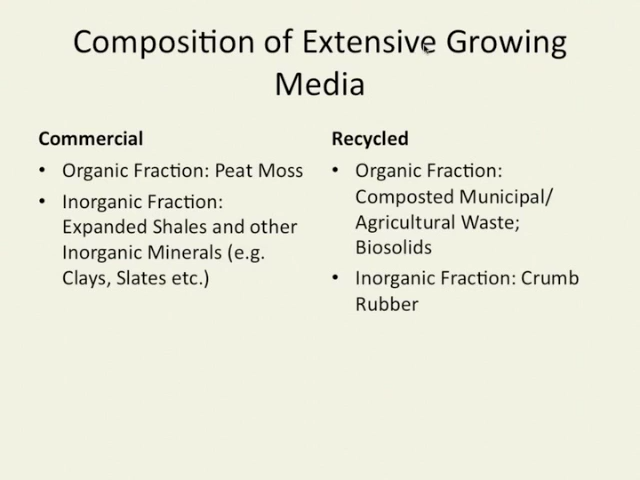 Composition of Extensive Growing
Media
Commercial
• Organic Fraction: Peat Moss
• Inorganic Fraction:
Expanded Shales and other
Inorganic Minerals (e.g.
Clays, Slates etc.)
Recycled
• Organic Fraction:
Composted Municipal/
Agricultural Waste;
Biosolids
• Inorganic Fraction: Crumb
Rubber